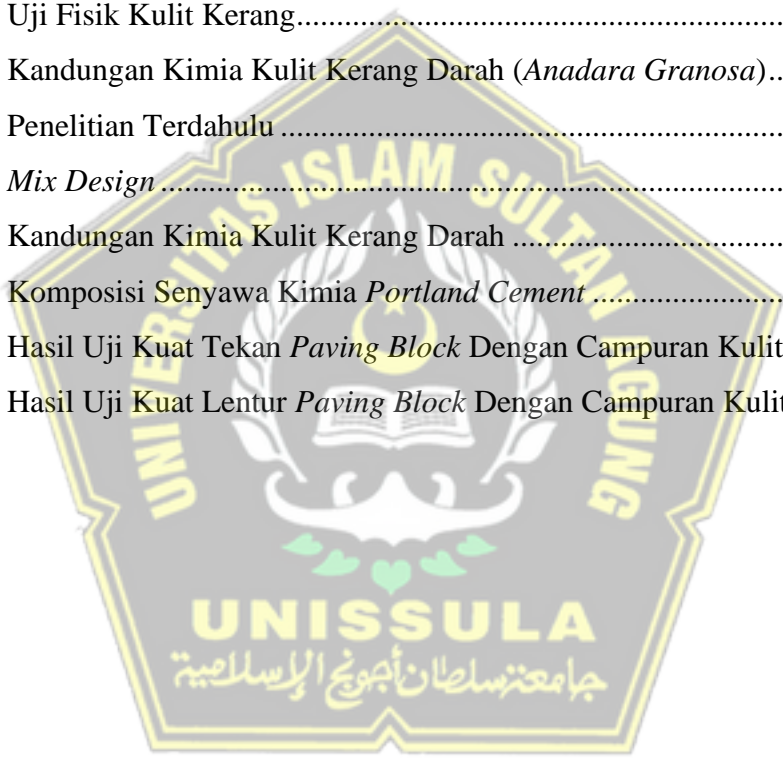 Uji Fisik Kulit Kerang............................................................
Kandungan Kimia Kulit Kerang Darah (Anadara Granosa)..
Penelitian Terdahulu ...............................................................
Mix Design ..............................................................................
Kandungan Kimia Kulit Kerang Darah ..................................
Komposisi Senyawa Kimia Portland Cement ........................
Hasil Uji Kuat Tekan Paving Block Dengan Campuran Kulit
Hasil Uji Kuat Lentur Paving Block Dengan Campuran Kulit
UNIVERSITAS ISLAM SULTAN AGUNG
UNISSULA
جامعة سلطان أجونج الإسلامية